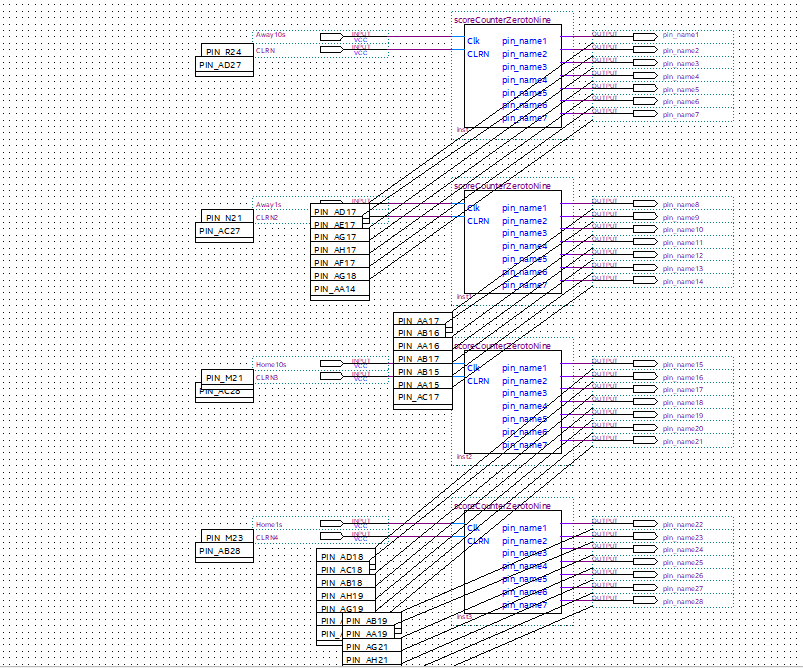 scoreCounterZerotoNine
Away10s
INPUT
VCC
CLRN
INPUT
VCC
PIN_R24
PIN_AD27
Clk
CLRN
pin_name1
pin_name2
pin_name3
pin_name4
pin_name5
pin_name6
pin_name7
inst
OUTPUT pin_name1
OUTPUT pin_name2
OUTPUT pin_name3
OUTPUT pin_name4
OUTPUT pin_name5
OUTPUT pin_name6
OUTPUT pin_name7
scoreCounterZerotoNine
Away1s
INPUT
CLRN2
PIN_N21
PIN_AC27
PIN_AD17
PIN_AE17
PIN_AG17
PIN_AH17
PIN_AF17
PIN_AG18
PIN_AA14
Clk
CLRN
pin_name1
pin_name2
pin_name3
pin_name4
pin_name5
pin_name6
pin_name7
inst1
OUTPUT pin_name8
OUTPUT pin_name9
OUTPUT pin_name10
OUTPUT pin_name11
OUTPUT pin_name12
OUTPUT pin_name13
OUTPUT pin_name14
PIN_AA17
PIN_AB16
PIN_AA16
PIN_AB17
PIN_AB15
PIN_AA15
PIN_AC17
scoreCounterZerotoNine
Home10s
INPUT
VCC
CLRN3
INPUT
VCC
PIN_M21
PIN_AC28
Clk
CLRN
pin_name1
pin_name2
pin_name3
pin_name4
pin_name5
pin_name6
pin_name7
inst2
OUTPUT pin_name15
OUTPUT pin_name16
OUTPUT pin_name17
OUTPUT pin_name18
OUTPUT pin_name19
OUTPUT pin_name20
OUTPUT pin_name21
scoreCounterZerotoNine
Home1s
INPUT
VCC
CLRN4
INPUT
VCC
PIN_M23
PIN_AB28
Clk
CLRN
pin_name1
pin_name2
pin_name3
pin_name4
pin_name5
pin_name6
pin_name7
inst3
OUTPUT pin_name22
OUTPUT pin_name23
OUTPUT pin_name24
OUTPUT pin_name25
OUTPUT pin_name26
OUTPUT pin_name27
OUTPUT pin_name28
PIN_AD18
PIN_AC18
PIN_AB18
PIN_AH19
PIN_AG19
PIN_AB19
PIN_AA19
PIN_AG21
PIN_AH21